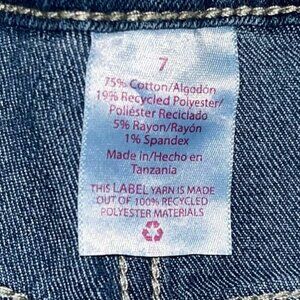 7
75% Cotton/Algodón
19% Recycled Polyester/
Poliéster Reciclado
5% Rayon/Rayón
1% Spandex
Made in/Hecho en
Tanzania
THIS LABEL YARN IS MADE
OUT OF 100% RECYCLED
POLYESTER MATERIALS